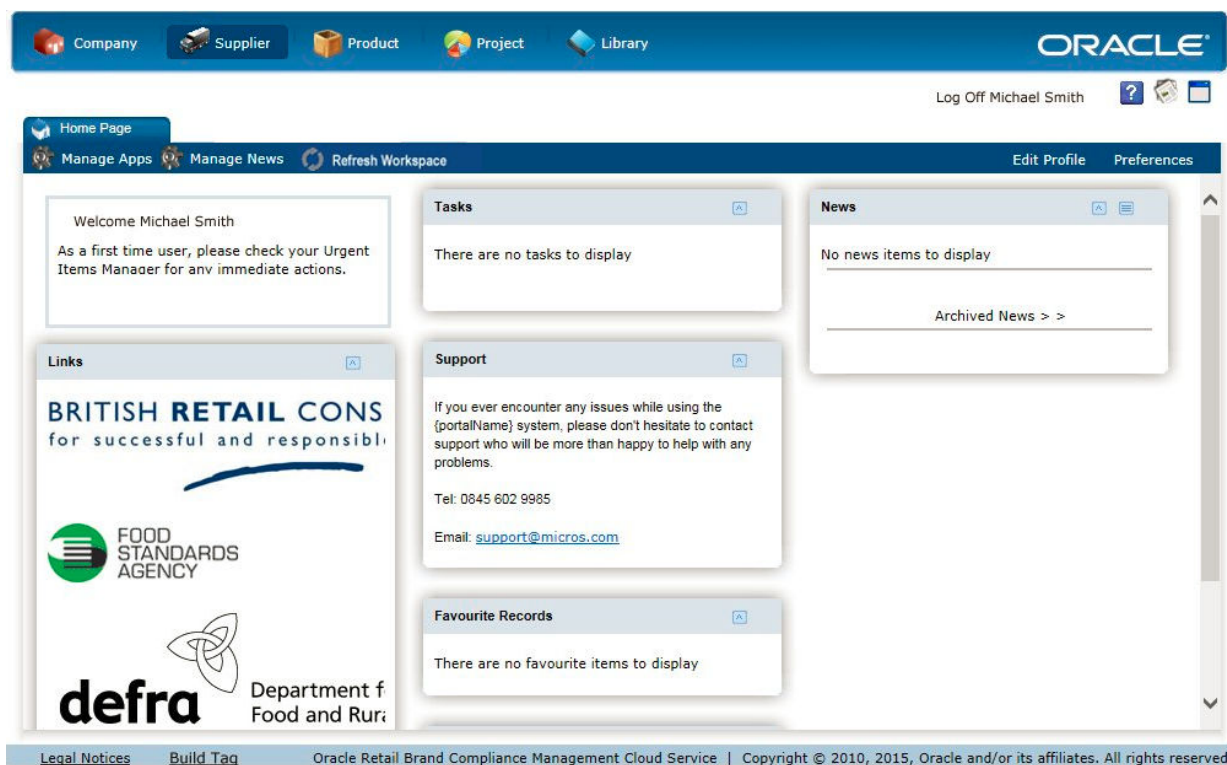 Company Supplier Product Project Library ORACLE
Log Off Michael Smith ?
Home Page
Manage Apps Manage News Refresh Workspace Edit Profile Preferences
Welcome Michael Smith
As a first time user, please check your Urgent
Items Manager for any immediate actions.
Links
BRITISH RETAIL CONS
for successful and responsibl
FOOD
STANDARDS
AGENCY
defra
Department f
Food and Rura
Tasks
There are no tasks to display
Support
If you ever encounter any issues while using the
{portalName} system, please don't hesitate to contact
support who will be more than happy to help with any
problems.
Tel: 0845 602 9985
Email: support@micros.com
Favourite Records
There are no favourite items to display
News
No news items to display
Archived News > >
Legal Notices Build Tag Oracle Retail Brand Compliance Management Cloud Service | Copyright © 2010, 2015, Oracle and/or its affiliates. All rights reserved